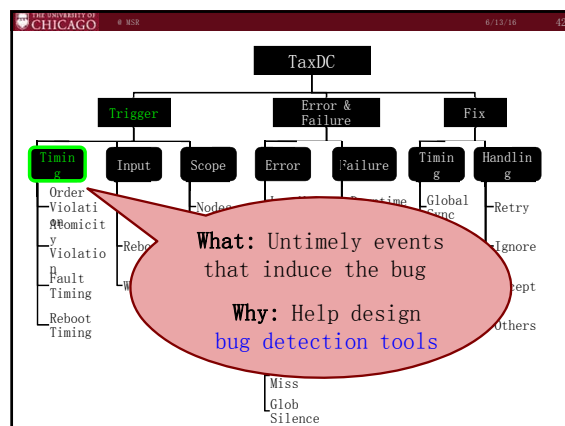 THE UNIVERSITY OF
CHICAGO
@ MSR
6/13/16
42
TaxDC
Trigger
Error &
Failure
Fix
Timin
g
Input
Scope
Error
Failure
Timin
g
Handlin
g
Order
Violati
on
Atomicit
y
Violatio
n
Fault
Timing
Reboot
Timing
Nodes
Global
Sync
Retry
Ignore
Others
What: Untimely events
that induce the bug
Why: Help design
bug detection tools
Miss
Glob
Silence